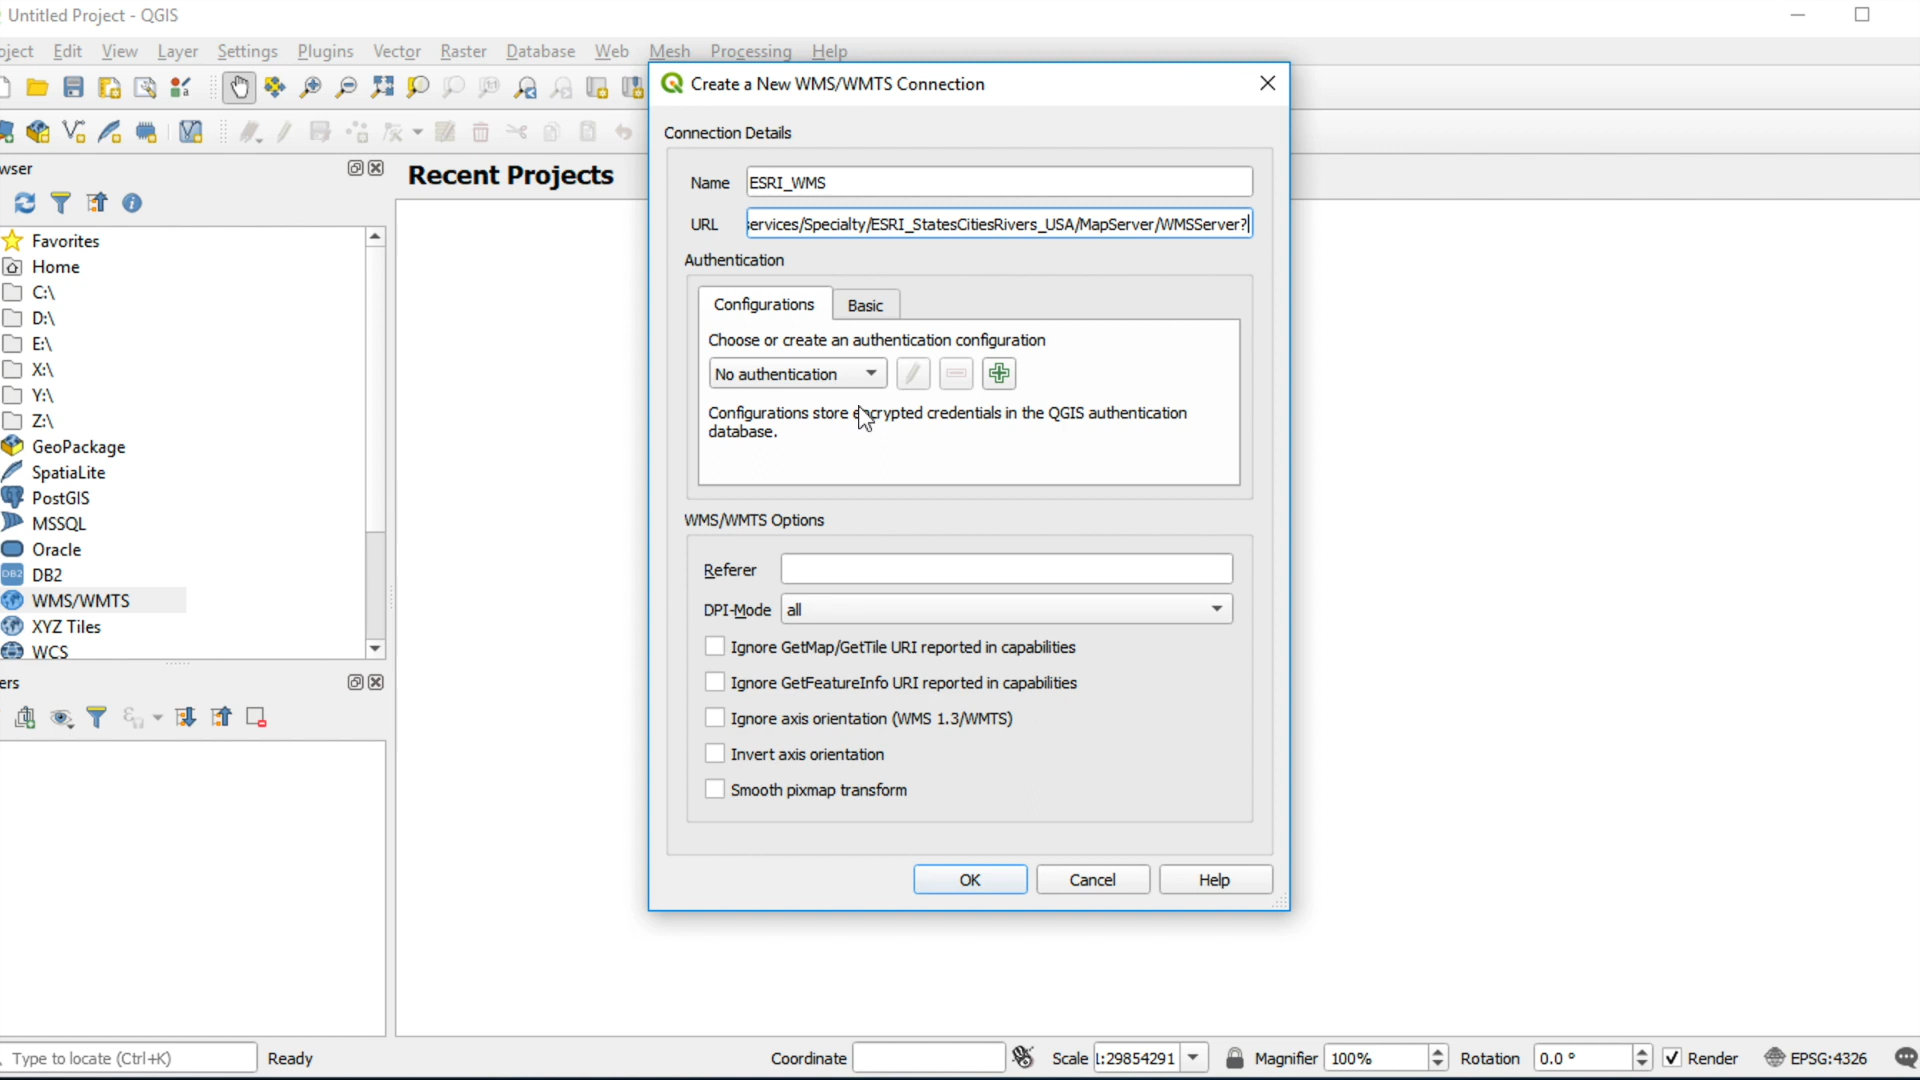 Untitled Project - QGIS
oject Edit View Layer Settings Plugins Vector Raster Database Web Mesh Processing Help
Create a New WMS/WMTS Connection
Connection Details
Name ESRI_WMS
URL ervices/Specialty/ESRI_StatesCitiesRivers_USA/MapServer/WMSServer?
Authentication
Configurations Basic
Choose or create an authentication configuration
No authentication
Configurations store encrypted credentials in the QGIS authentication
database.
WMS/WMTS Options
Referer
DPI-Mode all
Ignore GetMap/GetTile URI reported in capabilities
Ignore GetFeatureInfo URI reported in capabilities
Ignore axis orientation (WMS 1.3/WMTS)
Invert axis orientation
Smooth pixmap transform
OK Cancel Help
wser
Recent Projects
Favorites
Home
C:\
D:\
E:\
X:\
Y:\
Z:\
GeoPackage
SpatiaLite
PostGIS
MSSQL
Oracle
DB2 DB2
WMS/WMTS
XYZ Tiles
WCS
ers
Type to locate (Ctrl+K) Ready Coordinate Scale 1:29854291 Magnifier 100% Rotation 0.0 ° Render EPSG:4326